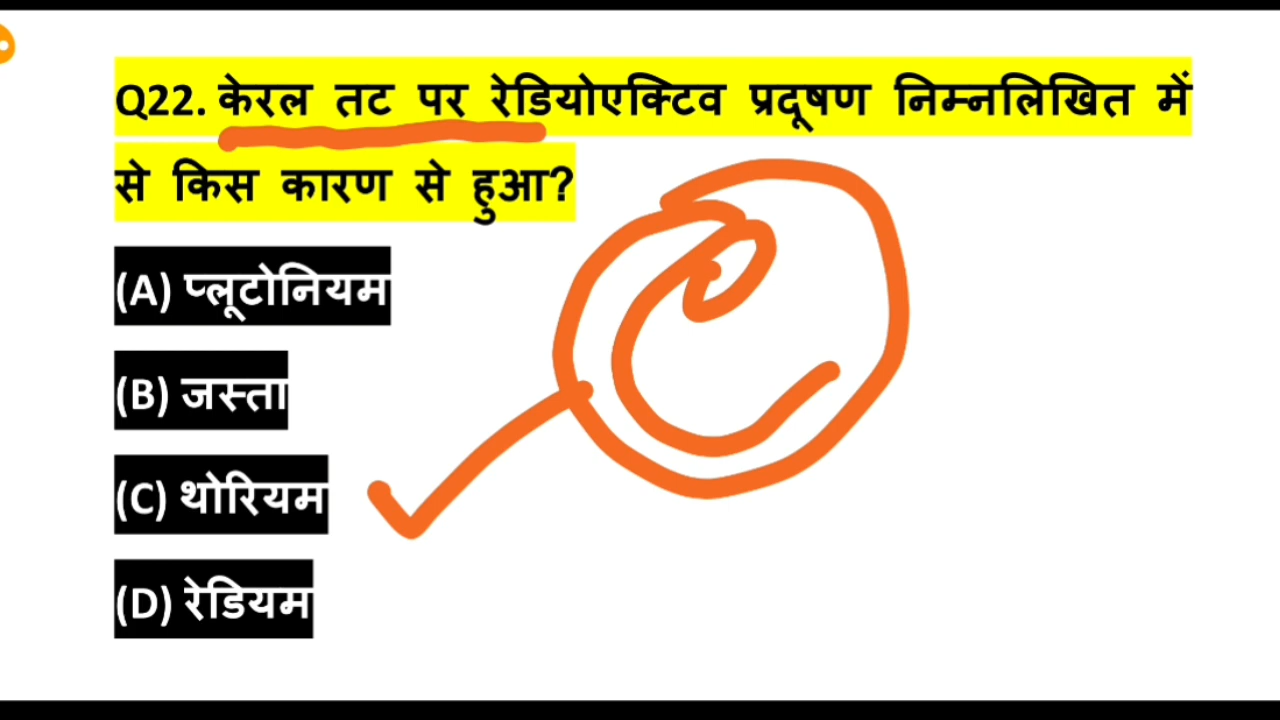 Q22. केरल तट पर रेडियोएक्टिव प्रदूषण निम्नलिखित में
से किस कारण से हुआ?
(A) प्लूटोनियम
(B) जस्ता
(C) थोरियम
(D) रेडियम
C